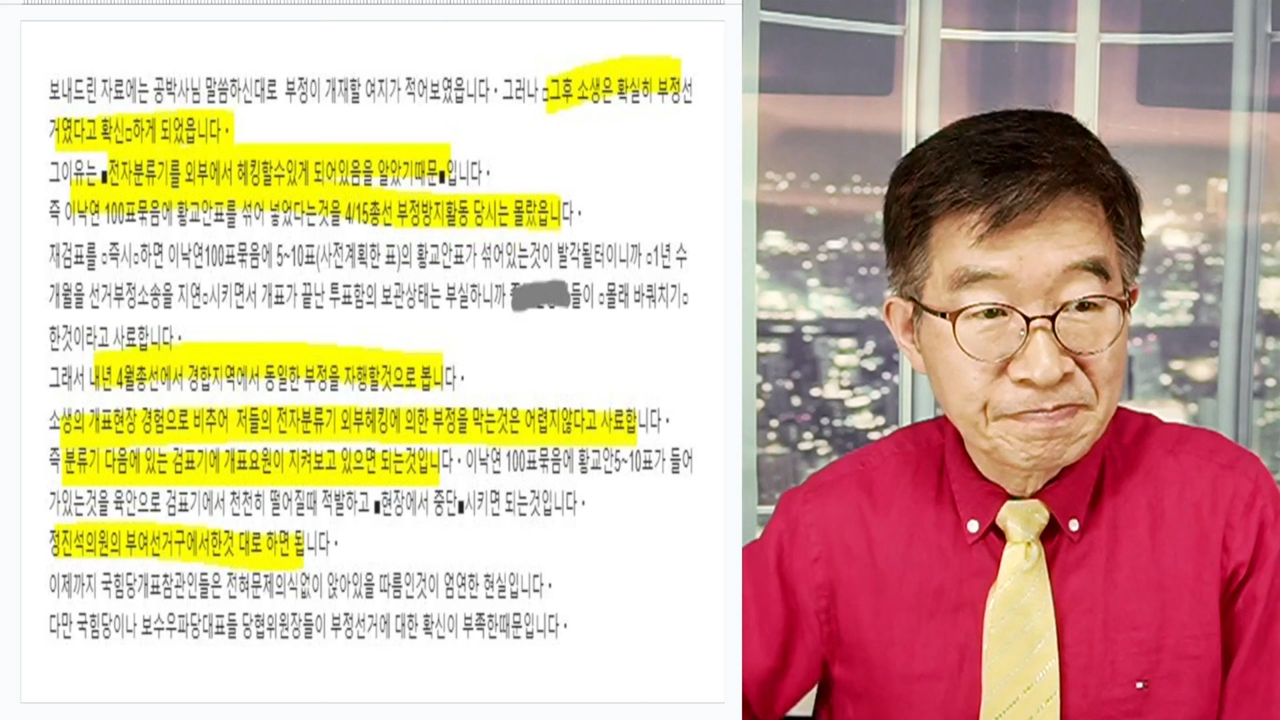 보내드린 자료에는 공박사님 말씀하신대로 부정이 개재할 여지가 적어보였읍니다· 그러나 □그후 소생은 확실히 부정선
거였다고 확신□하게 되었읍니다·
그이유는 ■전자분류기를 외부에서 헤킹할수있게 되어있음을 알았기때문■입니다·
즉 이낙연 100표묶음에 황교안표를 섞어 넣었다는것을 4/15총선 부정방지활동 당시는 몰랐읍니다·
재검표를 □즉시□하면 이낙연100표묶음에 5~10표(사전계획한 표)의 황교안표가 섞어있는것이 발각될터이니까 □1년 수
개월을 선거부정소송을 지연□시키면서 개표가 끝난 투표함의 보관상태는 부실하니까 들이 □몰래 바꿔치기□
한것이라고 사료합니다·
그래서 내년 4월총선에서 경합지역에서 동일한 부정을 자행할것으로 봅니다·
소생의 개표현장 경험으로 비추어 저들의 전자분류기 외부헤킹에 의한 부정을 막는것은 어렵지않다고 사료합니다·
즉 분류기 다음에 있는 검표기에 개표요원이 지켜보고 있으면 되는것입니다· 이낙연 100표묶음에 황교안5~10표가 들어
가있는것을 육안으로 검표기에서 천천히 떨어질때 적발하고 ■현장에서 중단■시키면 되는것입니다·
정진석의원의 부여선거구에서한것 대로 하면 됩니다·
이제까지 국힘당개표참관인들은 전혀문제의식없이 앉아있을 따름인것이 엄연한 현실입니다·
다만 국힘당이나 보수우파당대표들 당협위원장들이 부정선거에 대한 확신이 부족한때문입니다·